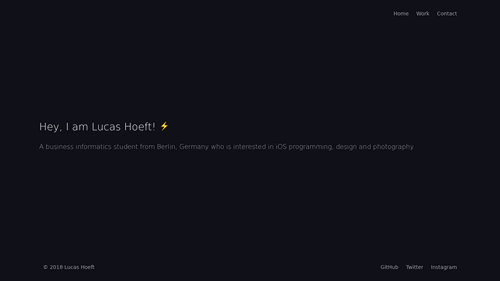 Home Work Contact
Hey, I am Lucas Hoeft! ⚡
A business informatics student from Berlin, Germany who is interested in iOS programming, design and photography.
© 2018 Lucas Hoeft
GitHub Twitter Instagram